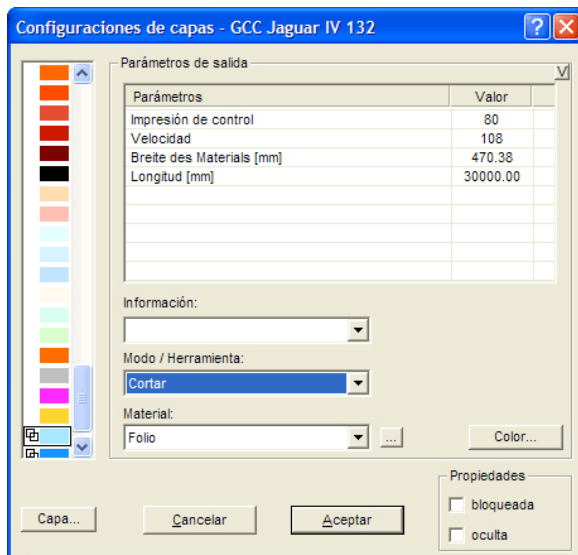 Configuraciones de capas - GCC Jaguar IV 132
Parámetros de salida
V
Parámetros Valor
Impresión de control 80
Velocidad 108
Breite des Materials [mm] 470.38
Longitud [mm] 30000.00
Información:
Modo / Herramienta:
Cortar
Material:
Folio ... Color...
Propiedades
bloqueada
Capa... Cancelar Aceptar
oculta